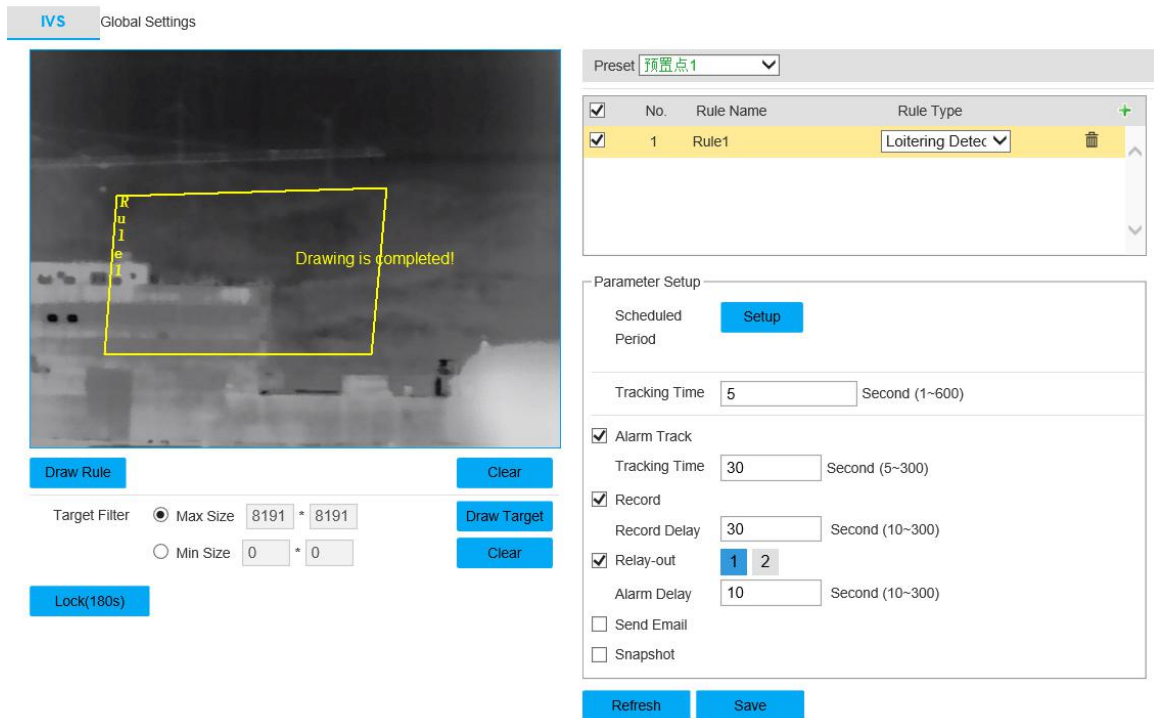 IVS Global Settings
Preset 预置点1
No. Rule Name Rule Type
1 Rule1 Loitering Detec
Rule1
Drawing is completed!
Draw Rule Clear
Target Filter Max Size 8191 * 8191 Draw Target
Min Size 0 * 0 Clear
Lock(180s)
Parameter Setup
Scheduled Period Setup
Tracking Time 5 Second (1~600)
Alarm Track
Tracking Time 30 Second (5~300)
Record
Record Delay 30 Second (10~300)
Relay-out 1 2
Alarm Delay 10 Second (10~300)
Send Email
Snapshot
Refresh Save